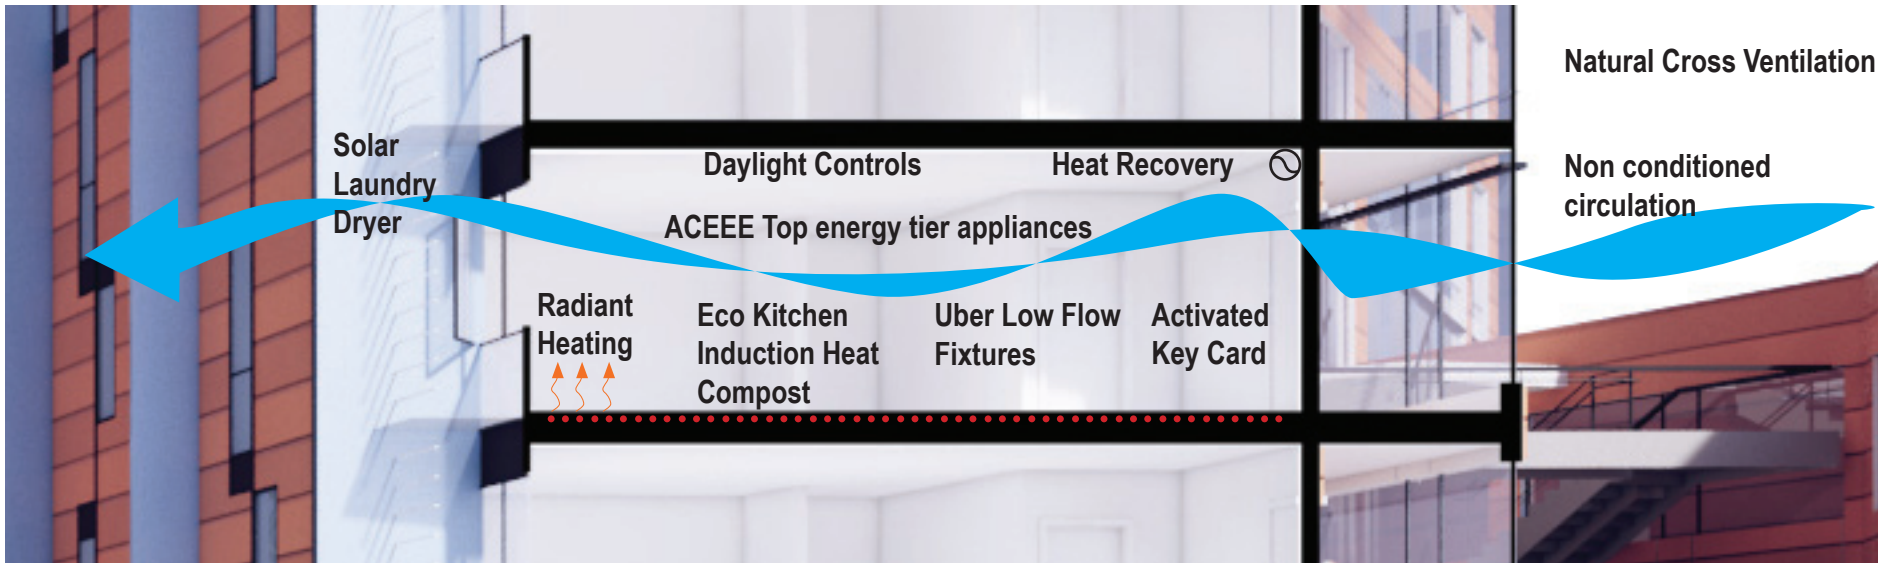 Natural Cross Ventilation
Solar
Laundry
Dryer
Daylight Controls
Heat Recovery
Non conditioned
circulation
ACEEE Top energy tier appliances
Radiant
Heating
Eco Kitchen
Induction Heat
Compost
Uber Low Flow
Fixtures
Activated
Key Card